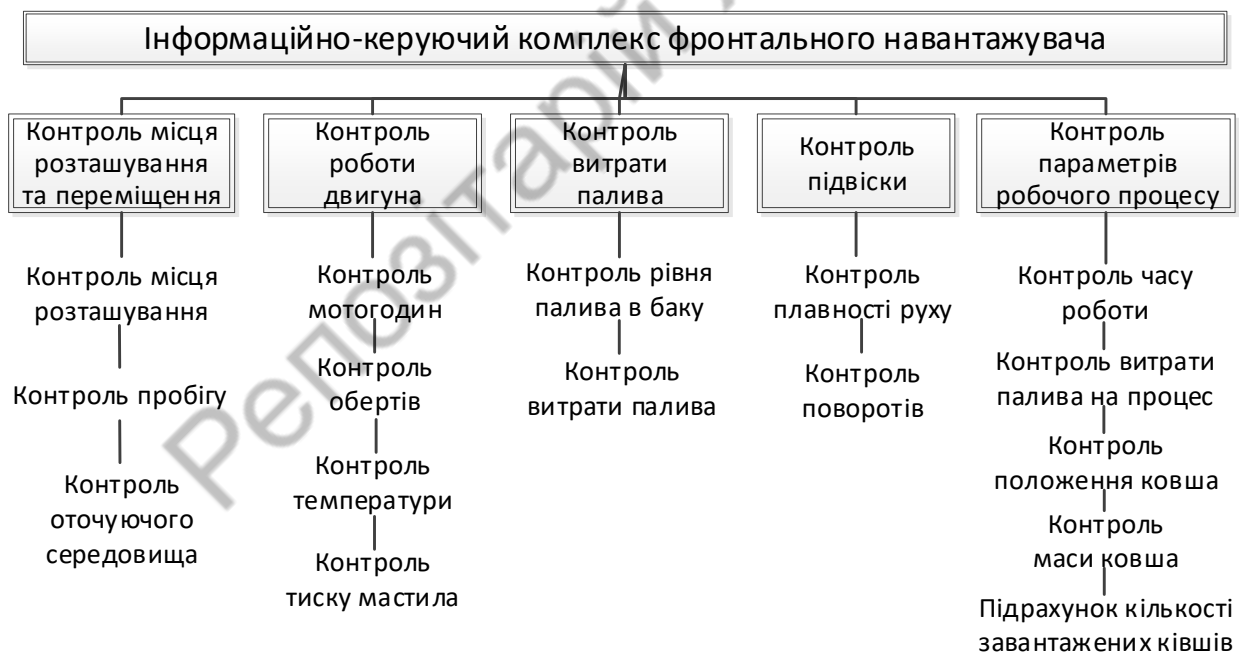 Інформаційно-керуючий комплекс фронтального навантажувача
Контроль місця
розташування
та переміщення
Контроль місця
розташування
Контроль пробігу
Контроль
оточуючого
середовища
Контроль
роботи
двигуна
Контроль
мотогодин
Контроль
обертів
Контроль
температури
Контроль
тиску мастила
Контроль
витрати
палива
Контроль рівня
палива в баку
Контроль
витрати палива
Контроль
підвіски
Контроль
плавності руху
Контроль
поворотів
Контроль
параметрів
робочого процесу
Контроль часу
роботи
Контроль витрати
палива на процес
Контроль
положення ковша
Контроль
маси ковша
Підрахунок кількості
завантажених ківшів
Репозітарій